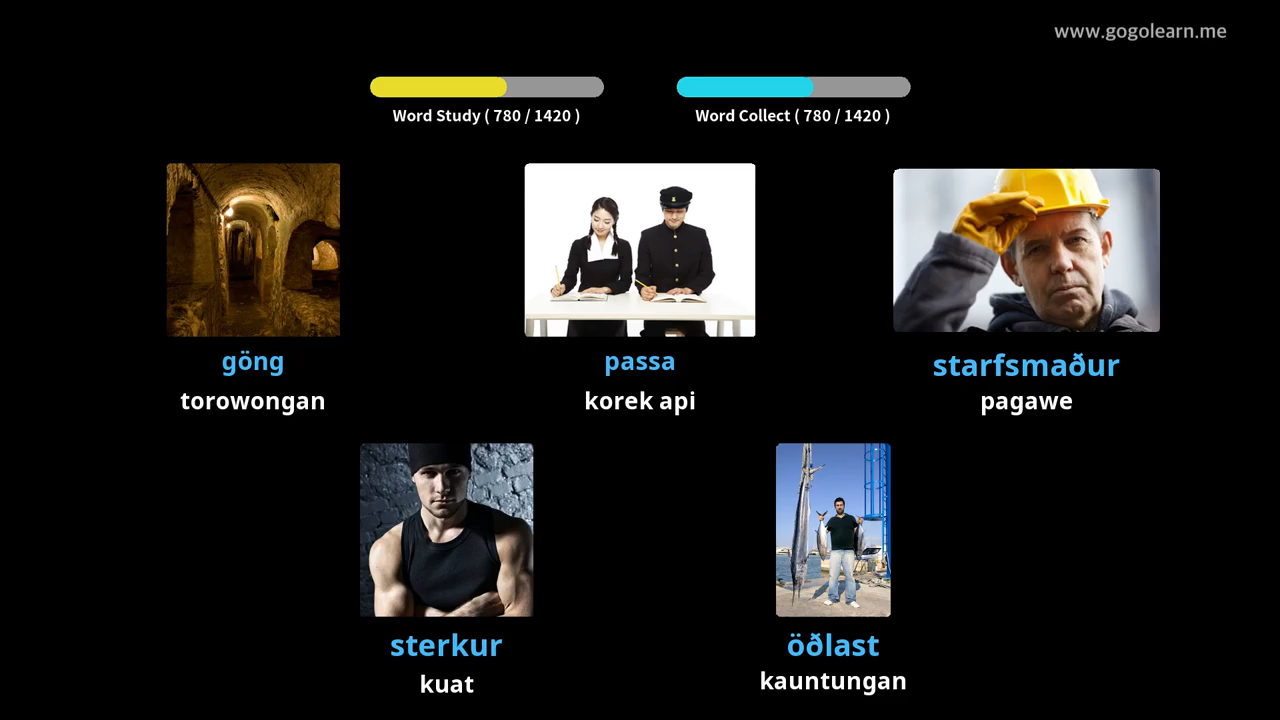 www.gogolearn.me
Word Study ( 780 / 1420 )
Word Collect ( 780 / 1420 )
göng
passa
starfsmaður
torowongan
korek api
pagawe
sterkur
öðlast
kuat
kauntungan